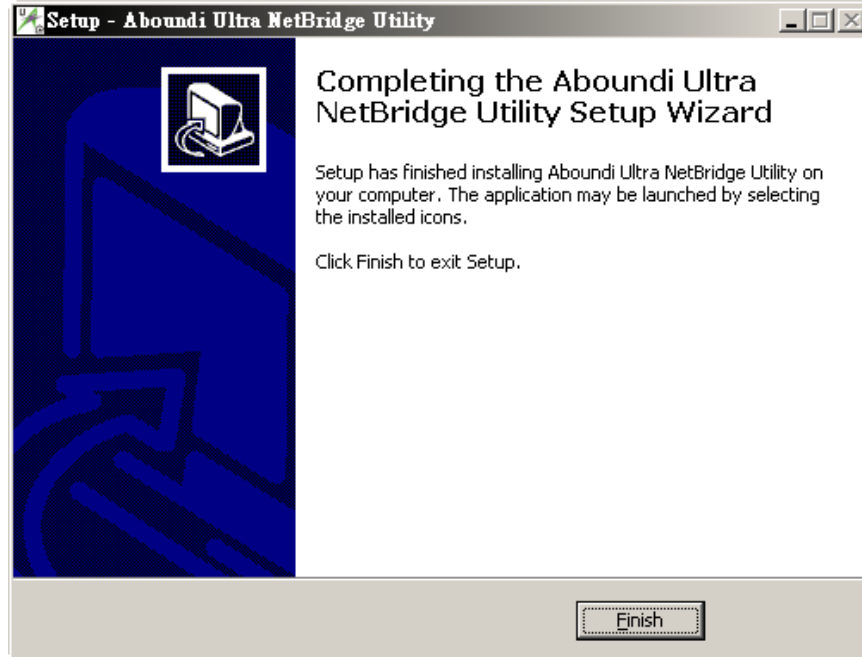 Setup - Aboundi Ultra NetBridge Utility
Completing the Aboundi Ultra
NetBridge Utility Setup Wizard
Setup has finished installing Aboundi Ultra NetBridge Utility on
your computer. The application may be launched by selecting
the installed icons.
Click Finish to exit Setup.
Finish